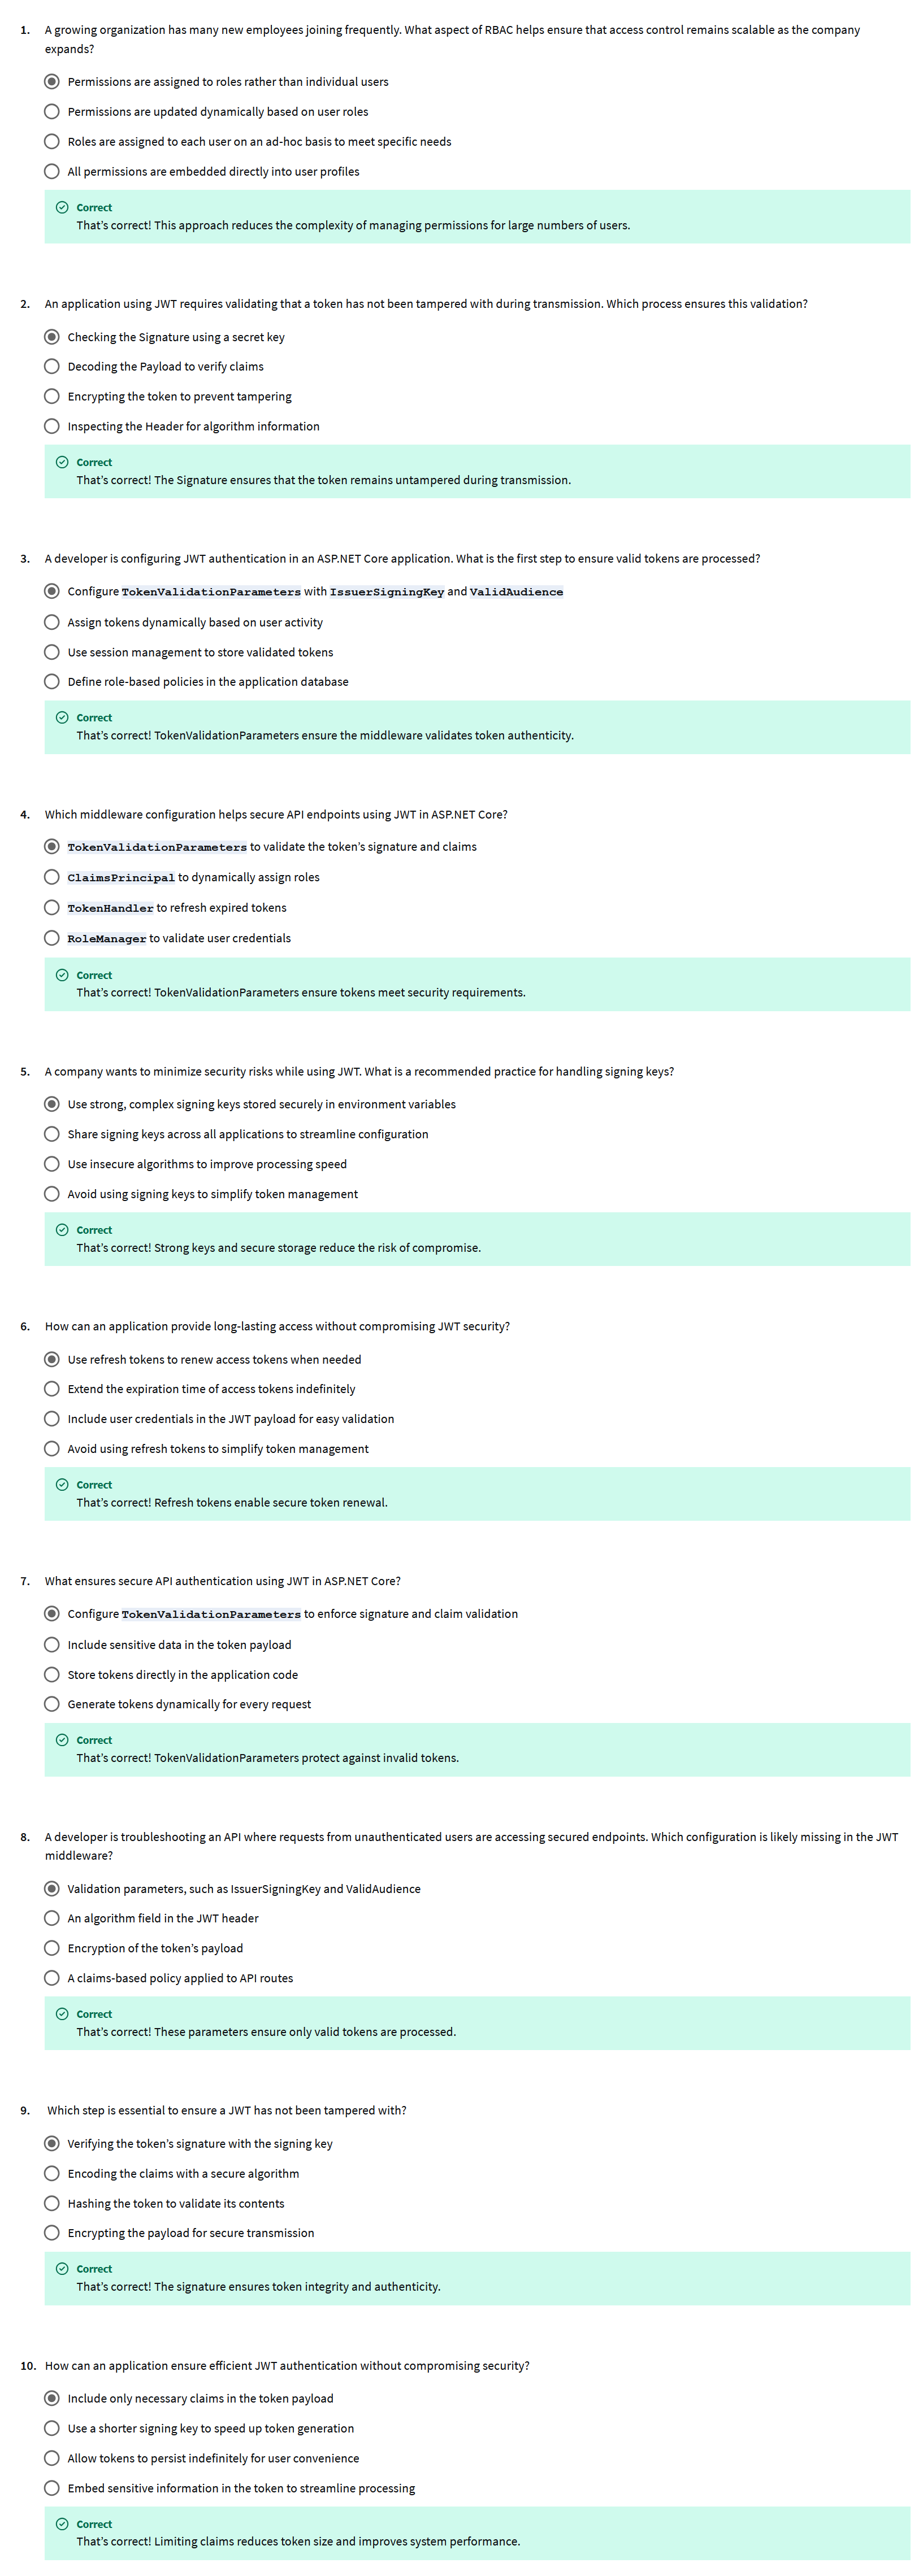 1. A growing organization has many new employees joining frequently. What aspect of RBAC helps ensure that access control remains scalable as the company
expands?
Permissions are assigned to roles rather than individual users
Permissions are updated dynamically based on user roles
Roles are assigned to each user on an ad-hoc basis to meet specific needs
All permissions are embedded directly into user profiles
Correct
That's correct! This approach reduces the complexity of managing permissions for large numbers of users.
2. An application using JWT requires validating that a token has not been tampered with during transmission. Which process ensures this validation?
Checking the Signature using a secret key
Decoding the Payload to verify claims
Encrypting the token to prevent tampering
Inspecting the Header for algorithm information
Correct
That's correct! The Signature ensures that the token remains untampered during transmission.
3. A developer is configuring JWT authentication in an ASP.NET Core application. What is the first step to ensure valid tokens are processed?
Configure TokenValidationParameters with IssuerSigningKey and ValidAudience
Assign tokens dynamically based on user activity
Use session management to store validated tokens
Define role-based policies in the application database
Correct
That's correct! TokenValidationParameters ensure the middleware validates token authenticity.
4. Which middleware configuration helps secure API endpoints using JWT in ASP.NET Core?
TokenValidationParameters to validate the token's signature and claims
ClaimsPrincipal to dynamically assign roles
TokenHandler to refresh expired tokens
RoleManager to validate user credentials
Correct
That's correct! TokenValidationParameters ensure tokens meet security requirements.
5. A company wants to minimize security risks while using JWT. What is a recommended practice for handling signing keys?
Use strong, complex signing keys stored securely in environment variables
Share signing keys across all applications to streamline configuration
Use insecure algorithms to improve processing speed
Avoid using signing keys to simplify token management
Correct
That's correct! Strong keys and secure storage reduce the risk of compromise.
6. How can an application provide long-lasting access without compromising JWT security?
Use refresh tokens to renew access tokens when needed
Extend the expiration time of access tokens indefinitely
Include user credentials in the JWT payload for easy validation
Avoid using refresh tokens to simplify token management
Correct
That's correct! Refresh tokens enable secure token renewal.
7. What ensures secure API authentication using JWT in ASP.NET Core?
Configure TokenValidationParameters to enforce signature and claim validation
Include sensitive data in the token payload
Store tokens directly in the application code
Generate tokens dynamically for every request
Correct
That's correct! TokenValidationParameters protect against invalid tokens.
8. A developer is troubleshooting an API where requests from unauthenticated users are accessing secured endpoints. Which configuration is likely missing in the JWT
middleware?
Validation parameters, such as IssuerSigningKey and ValidAudience
An algorithm field in the JWT header
Encryption of the token's payload
A claims-based policy applied to API routes
Correct
That's correct! These parameters ensure only valid tokens are processed.
9. Which step is essential to ensure a JWT has not been tampered with?
Verifying the token's signature with the signing key
Encoding the claims with a secure algorithm
Hashing the token to validate its contents
Encrypting the payload for secure transmission
Correct
That's correct! The signature ensures token integrity and authenticity.
10. How can an application ensure efficient JWT authentication without compromising security?
Include only necessary claims in the token payload
Use a shorter signing key to speed up token generation
Allow tokens to persist indefinitely for user convenience
Embed sensitive information in the token to streamline processing
Correct
That's correct! Limiting claims reduces token size and improves system performance.